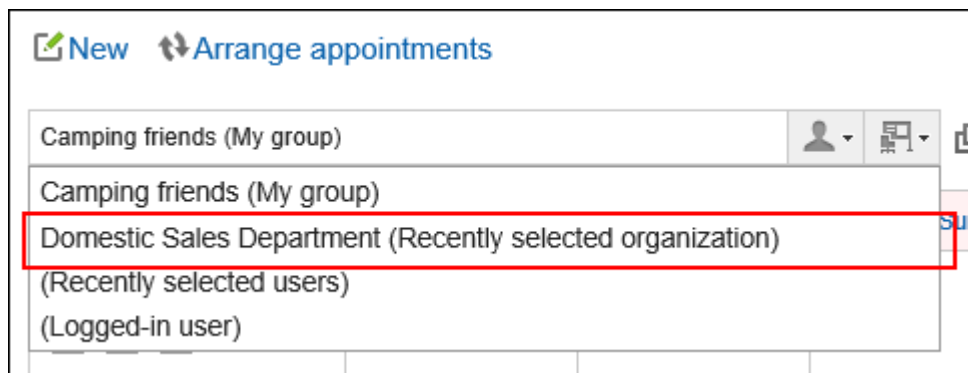 New Arrange appointments
Camping friends (My group)
Camping friends (My group)
Domestic Sales Department (Recently selected organization)
Su
(Recently selected users)
(Logged-in user)